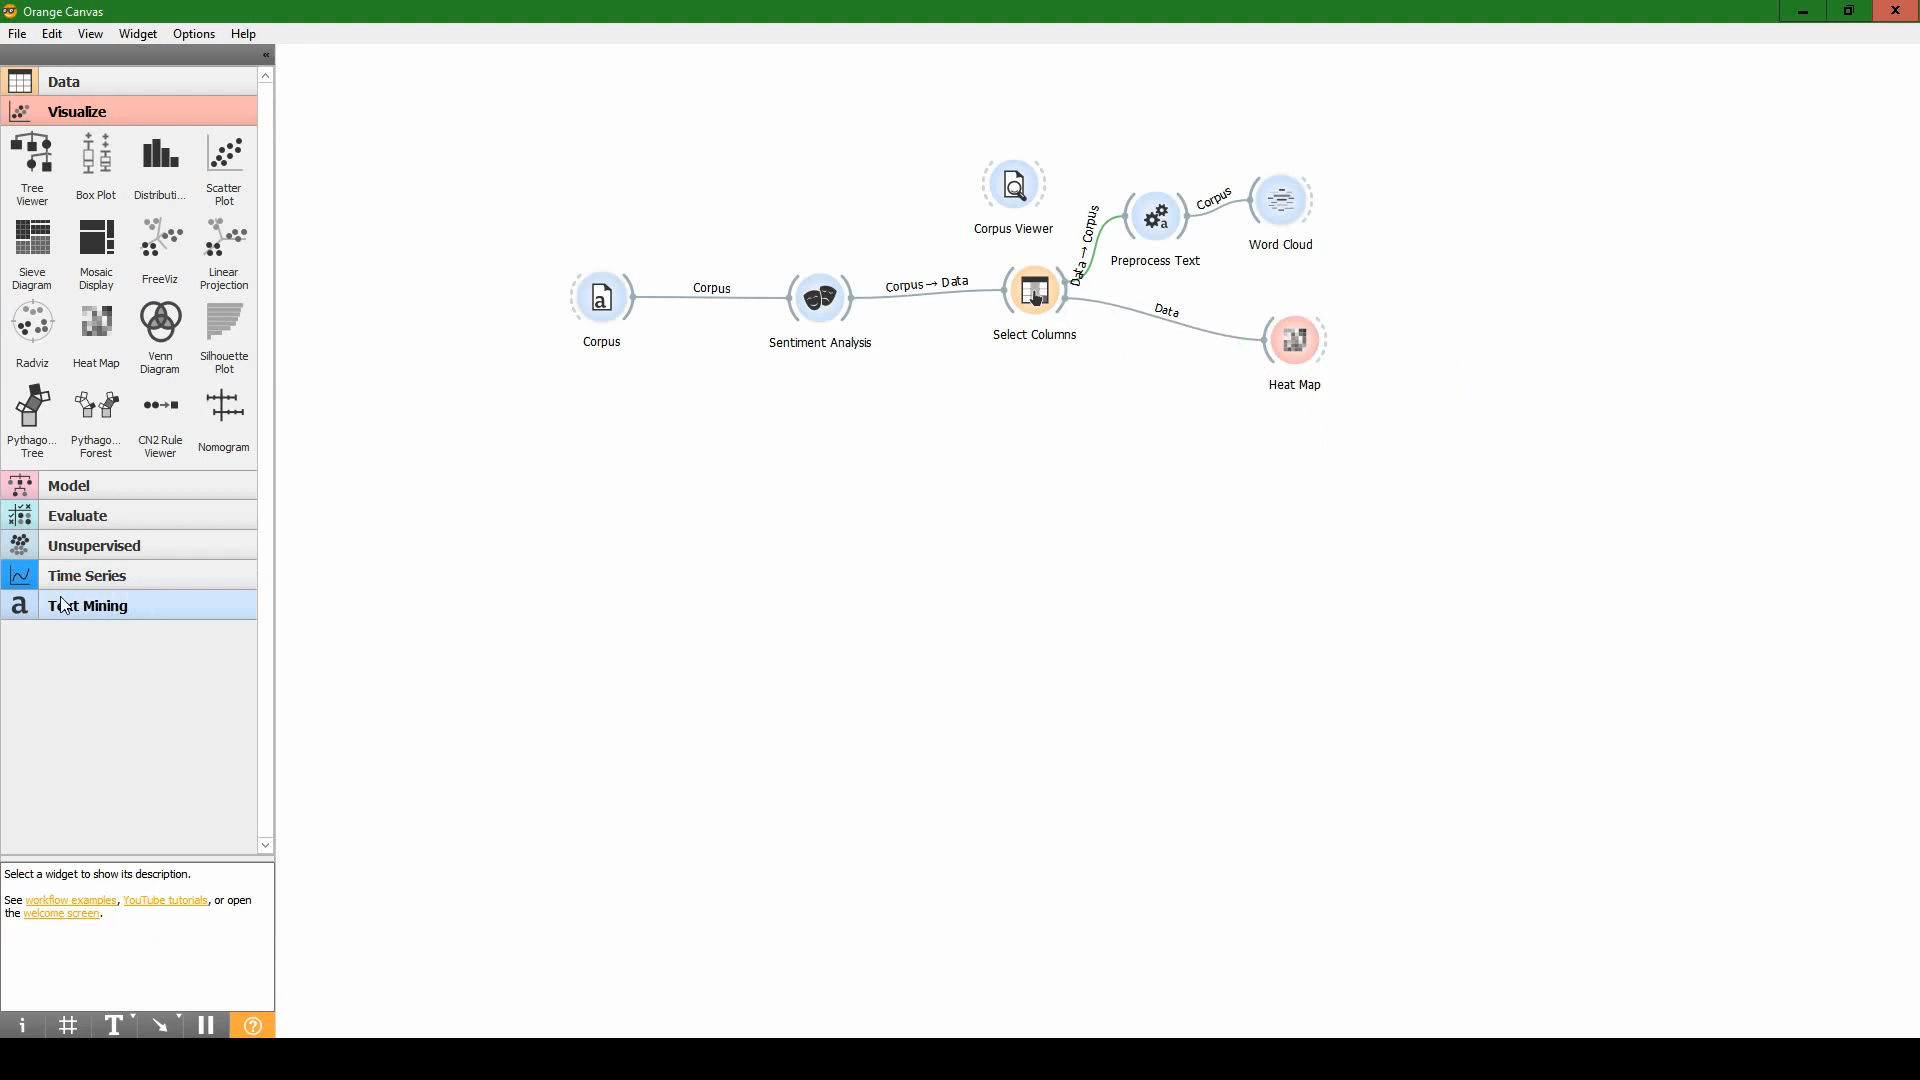 Orange Canvas
File Edit View Widget Options Help
«
Data
Visualize
Tree Viewer
Box Plot
Distributi...
Scatter Plot
Sieve Diagram
Mosaic Display
FreeViz
Linear Projection
Radviz
Heat Map
Venn Diagram
Silhouette Plot
Pythago... Tree
Pythago... Forest
CN2 Rule Viewer
Nomogram
Model
Evaluate
Unsupervised
Time Series
a Text Mining
Select a widget to show its description.
See workflow examples, YouTube tutorials, or open
the welcome screen.
i # T ?
a
Corpus
Corpus
Sentiment Analysis
Corpus → Data
Select Columns
Corpus Viewer
Data → Corpus
a
Preprocess Text
Corpus
Word Cloud
Data
Heat Map